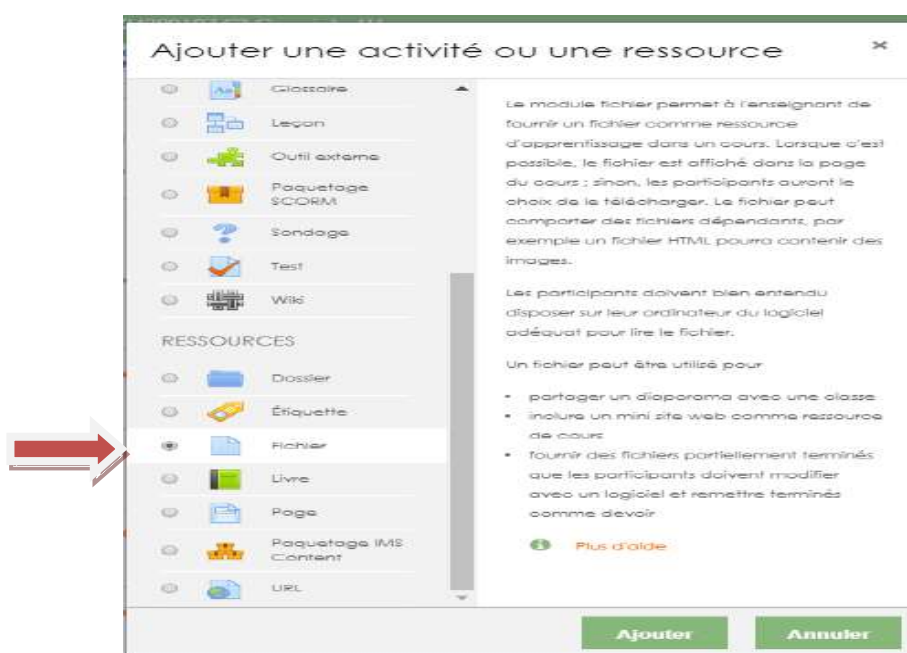 Ajouter une activité ou une ressource ×
Glossaire
Leçon
Outil externe
Paquetage
SCORM
Sondage
Test
Wiki
RESSOURCES
Dossier
Étiquette
Fichier
Livre
Page
Paquetage IMS
Content
URL
Le module fichier permet à l'enseignant de
fournir un fichier comme ressource
d'apprentissage dans un cours. Lorsque c'est
possible, le fichier est affiché dans la page
du cours ; sinon, les participants auront le
choix de le télécharger. Le fichier peut
comporter des fichiers dépendants, par
exemple un fichier HTML pourra contenir des
images.
Les participants doivent bien entendu
disposer sur leur ordinateur du logiciel
adéquat pour lire le fichier.
Un fichier peut être utilisé pour
• partager un diaporama avec une classe
• inclure un mini site web comme ressource
de cours
• fournir des fichiers partiellement terminés
que les participants doivent modifier
avec un logiciel et remettre terminés
comme devoir
Plus d'aide
Ajouter
Annuler